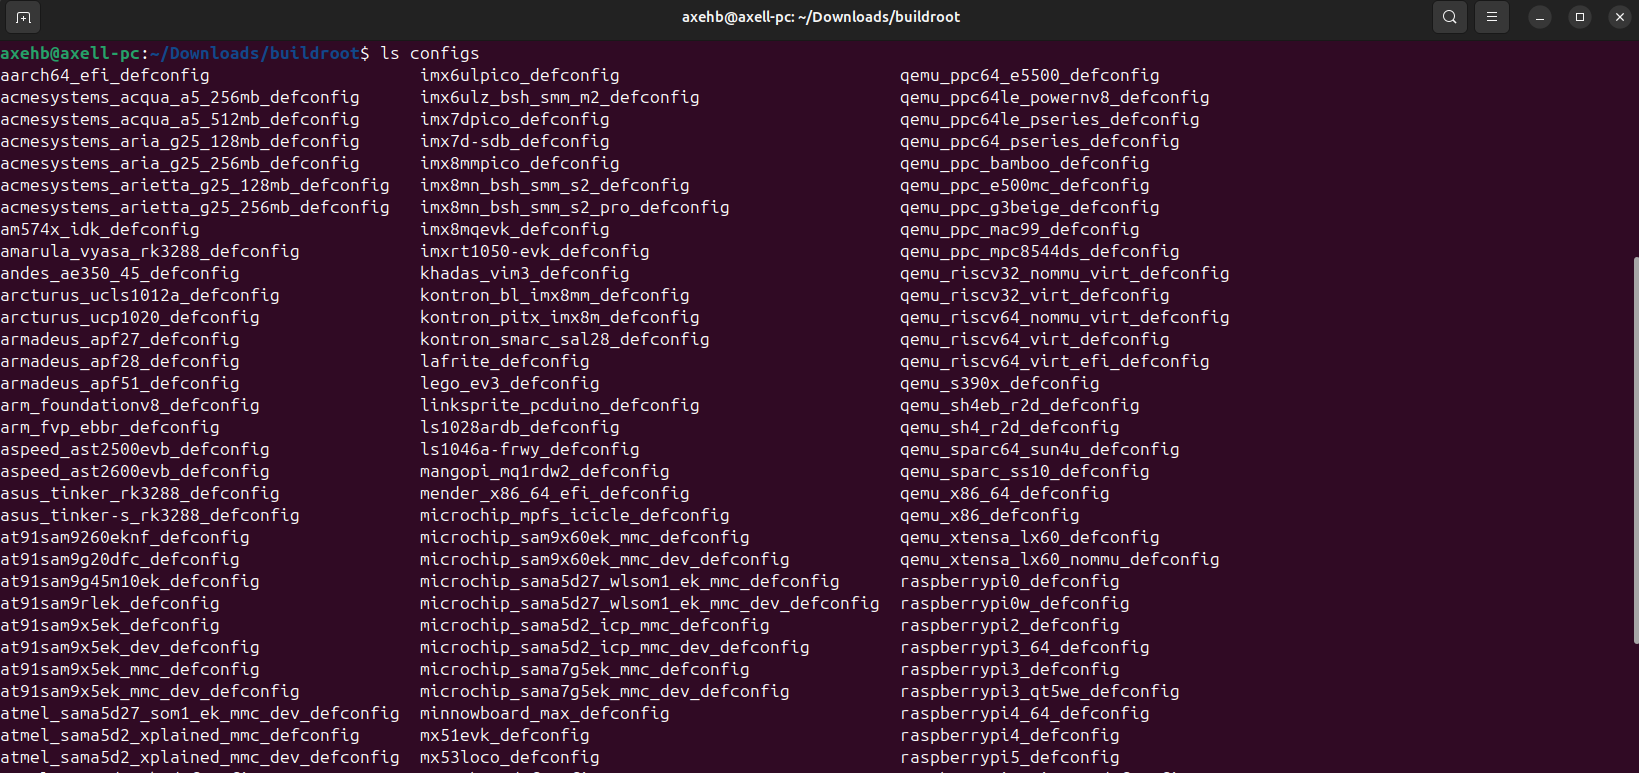 axehb@axell-pc: ~/Downloads/buildroot
axehb@axell-pc:~/Downloads/buildroot$ ls configs
aarch64_efi_defconfig imx6ulpico_defconfig qemu_ppc64_e5500_defconfig
acmesystems_acqua_a5_256mb_defconfig imx6ulz_bsh_smm_m2_defconfig qemu_ppc64le_powernv8_defconfig
acmesystems_acqua_a5_512mb_defconfig imx7dpico_defconfig qemu_ppc64le_pseries_defconfig
acmesystems_aria_g25_128mb_defconfig imx7d-sdb_defconfig qemu_ppc64_pseries_defconfig
acmesystems_aria_g25_256mb_defconfig imx8mmpico_defconfig qemu_ppc_bamboo_defconfig
acmesystems_arietta_g25_128mb_defconfig imx8mn_bsh_smm_s2_defconfig qemu_ppc_e500mc_defconfig
acmesystems_arietta_g25_256mb_defconfig imx8mn_bsh_smm_s2_pro_defconfig qemu_ppc_g3beige_defconfig
am574x_idk_defconfig imx8mqevk_defconfig qemu_ppc_mac99_defconfig
amarula_vyasa_rk3288_defconfig imxrt1050-evk_defconfig qemu_ppc_mpc8544ds_defconfig
andes_ae350_45_defconfig khadas_vim3_defconfig qemu_riscv32_nommu_virt_defconfig
arcturus_ucls1012a_defconfig kontron_bl_imx8mm_defconfig qemu_riscv32_virt_defconfig
arcturus_ucp1020_defconfig kontron_pitx_imx8m_defconfig qemu_riscv64_nommu_virt_defconfig
armadeus_apf27_defconfig kontron_smarc_sal28_defconfig qemu_riscv64_virt_defconfig
armadeus_apf28_defconfig lafrite_defconfig qemu_riscv64_virt_efi_defconfig
armadeus_apf51_defconfig lego_ev3_defconfig qemu_s390x_defconfig
arm_foundationv8_defconfig linksprite_pcduino_defconfig qemu_sh4eb_r2d_defconfig
arm_fvp_ebbr_defconfig ls1028ardb_defconfig qemu_sh4_r2d_defconfig
aspeed_ast2500evb_defconfig ls1046a-frwy_defconfig qemu_sparc64_sun4u_defconfig
aspeed_ast2600evb_defconfig mangopi_mq1rdw2_defconfig qemu_sparc_ss10_defconfig
asus_tinker_rk3288_defconfig mender_x86_64_efi_defconfig qemu_x86_64_defconfig
asus_tinker-s_rk3288_defconfig microchip_mpfs_icicle_defconfig qemu_x86_defconfig
at91sam9260eknf_defconfig microchip_sam9x60ek_mmc_defconfig qemu_xtensa_lx60_defconfig
at91sam9g20dfc_defconfig microchip_sam9x60ek_mmc_dev_defconfig qemu_xtensa_lx60_nommu_defconfig
at91sam9g45m10ek_defconfig microchip_sama5d27_wlsom1_ek_mmc_defconfig raspberrypi0_defconfig
at91sam9rlek_defconfig microchip_sama5d27_wlsom1_ek_mmc_dev_defconfig raspberrypi0w_defconfig
at91sam9x5ek_defconfig microchip_sama5d2_icp_mmc_defconfig raspberrypi2_defconfig
at91sam9x5ek_dev_defconfig microchip_sama5d2_icp_mmc_dev_defconfig raspberrypi3_64_defconfig
at91sam9x5ek_mmc_defconfig microchip_sama7g5ek_mmc_defconfig raspberrypi3_defconfig
at91sam9x5ek_mmc_dev_defconfig microchip_sama7g5ek_mmc_dev_defconfig raspberrypi3_qt5we_defconfig
atmel_sama5d27_som1_ek_mmc_dev_defconfig minnowboard_max_defconfig raspberrypi4_64_defconfig
atmel_sama5d2_xplained_mmc_defconfig mx51evk_defconfig raspberrypi4_defconfig
atmel_sama5d2_xplained_mmc_dev_defconfig mx53loco_defconfig raspberrypi5_defconfig